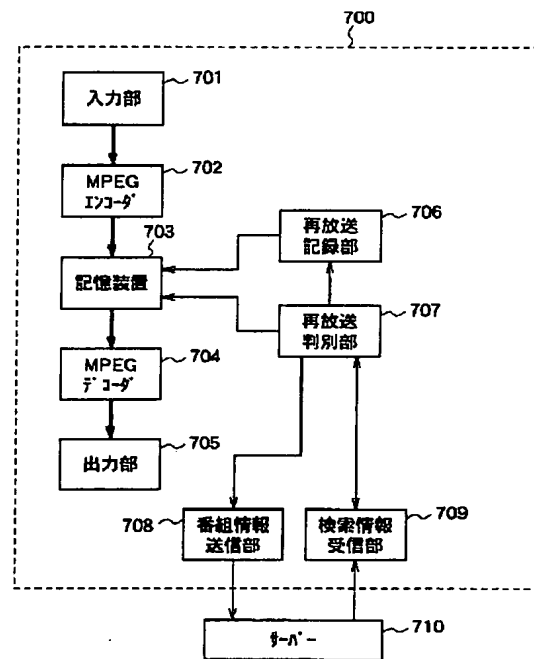 700
入力部
701
MPEG
ｴﾝｺｰﾀﾞ
702
703
記憶装置
再放送
記録部
706
再放送
判別部
707
MPEG
ﾃﾞｺｰﾀﾞ
704
出力部
705
708
番組情報
送信部
検索情報
受信部
709
ｻｰﾊﾞｰ
710